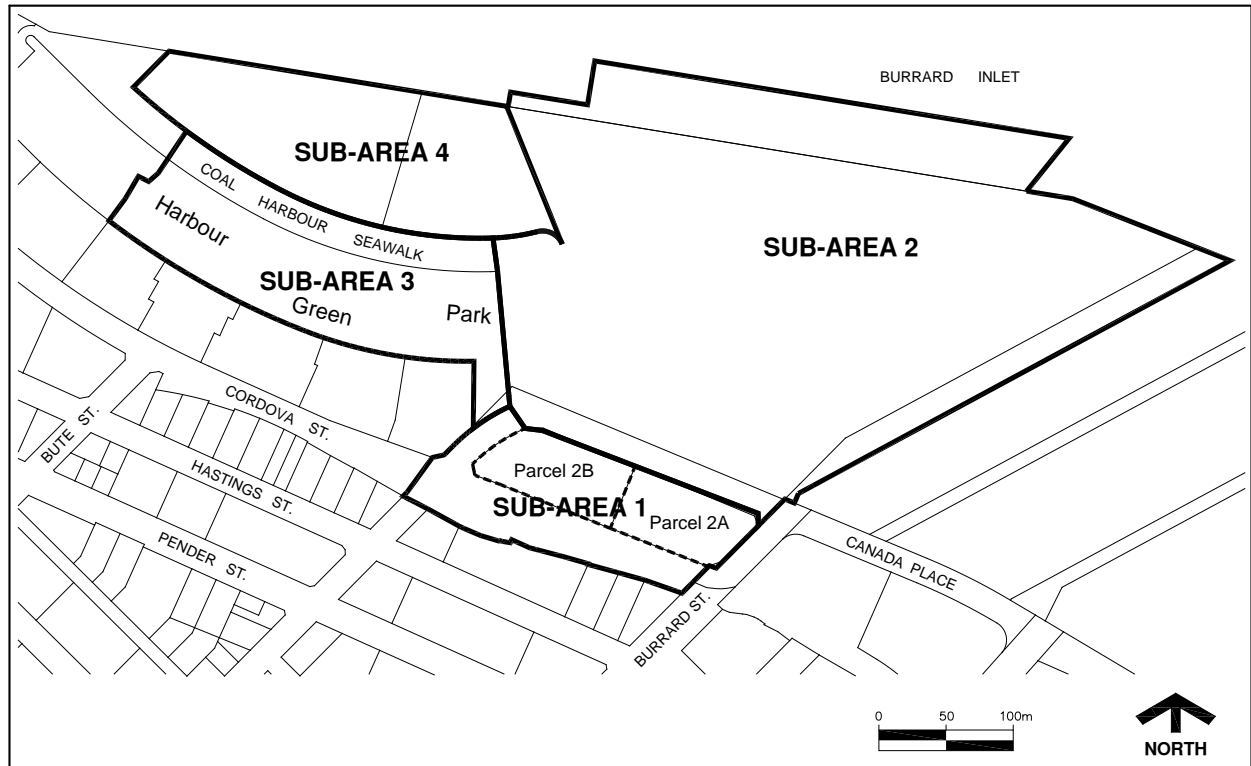 BURRARD INLET
SUB-AREA 4
COAL HARBOUR SEAWALK
Harbour Green Park
SUB-AREA 3
SUB-AREA 2
CORDOVA ST.
BUTE ST.
HASTINGS ST.
PENDER ST.
Parcel 2B
SUB-AREA 1
Parcel 2A
CANADA PLACE
BURRARD ST.
0 50 100m
NORTH